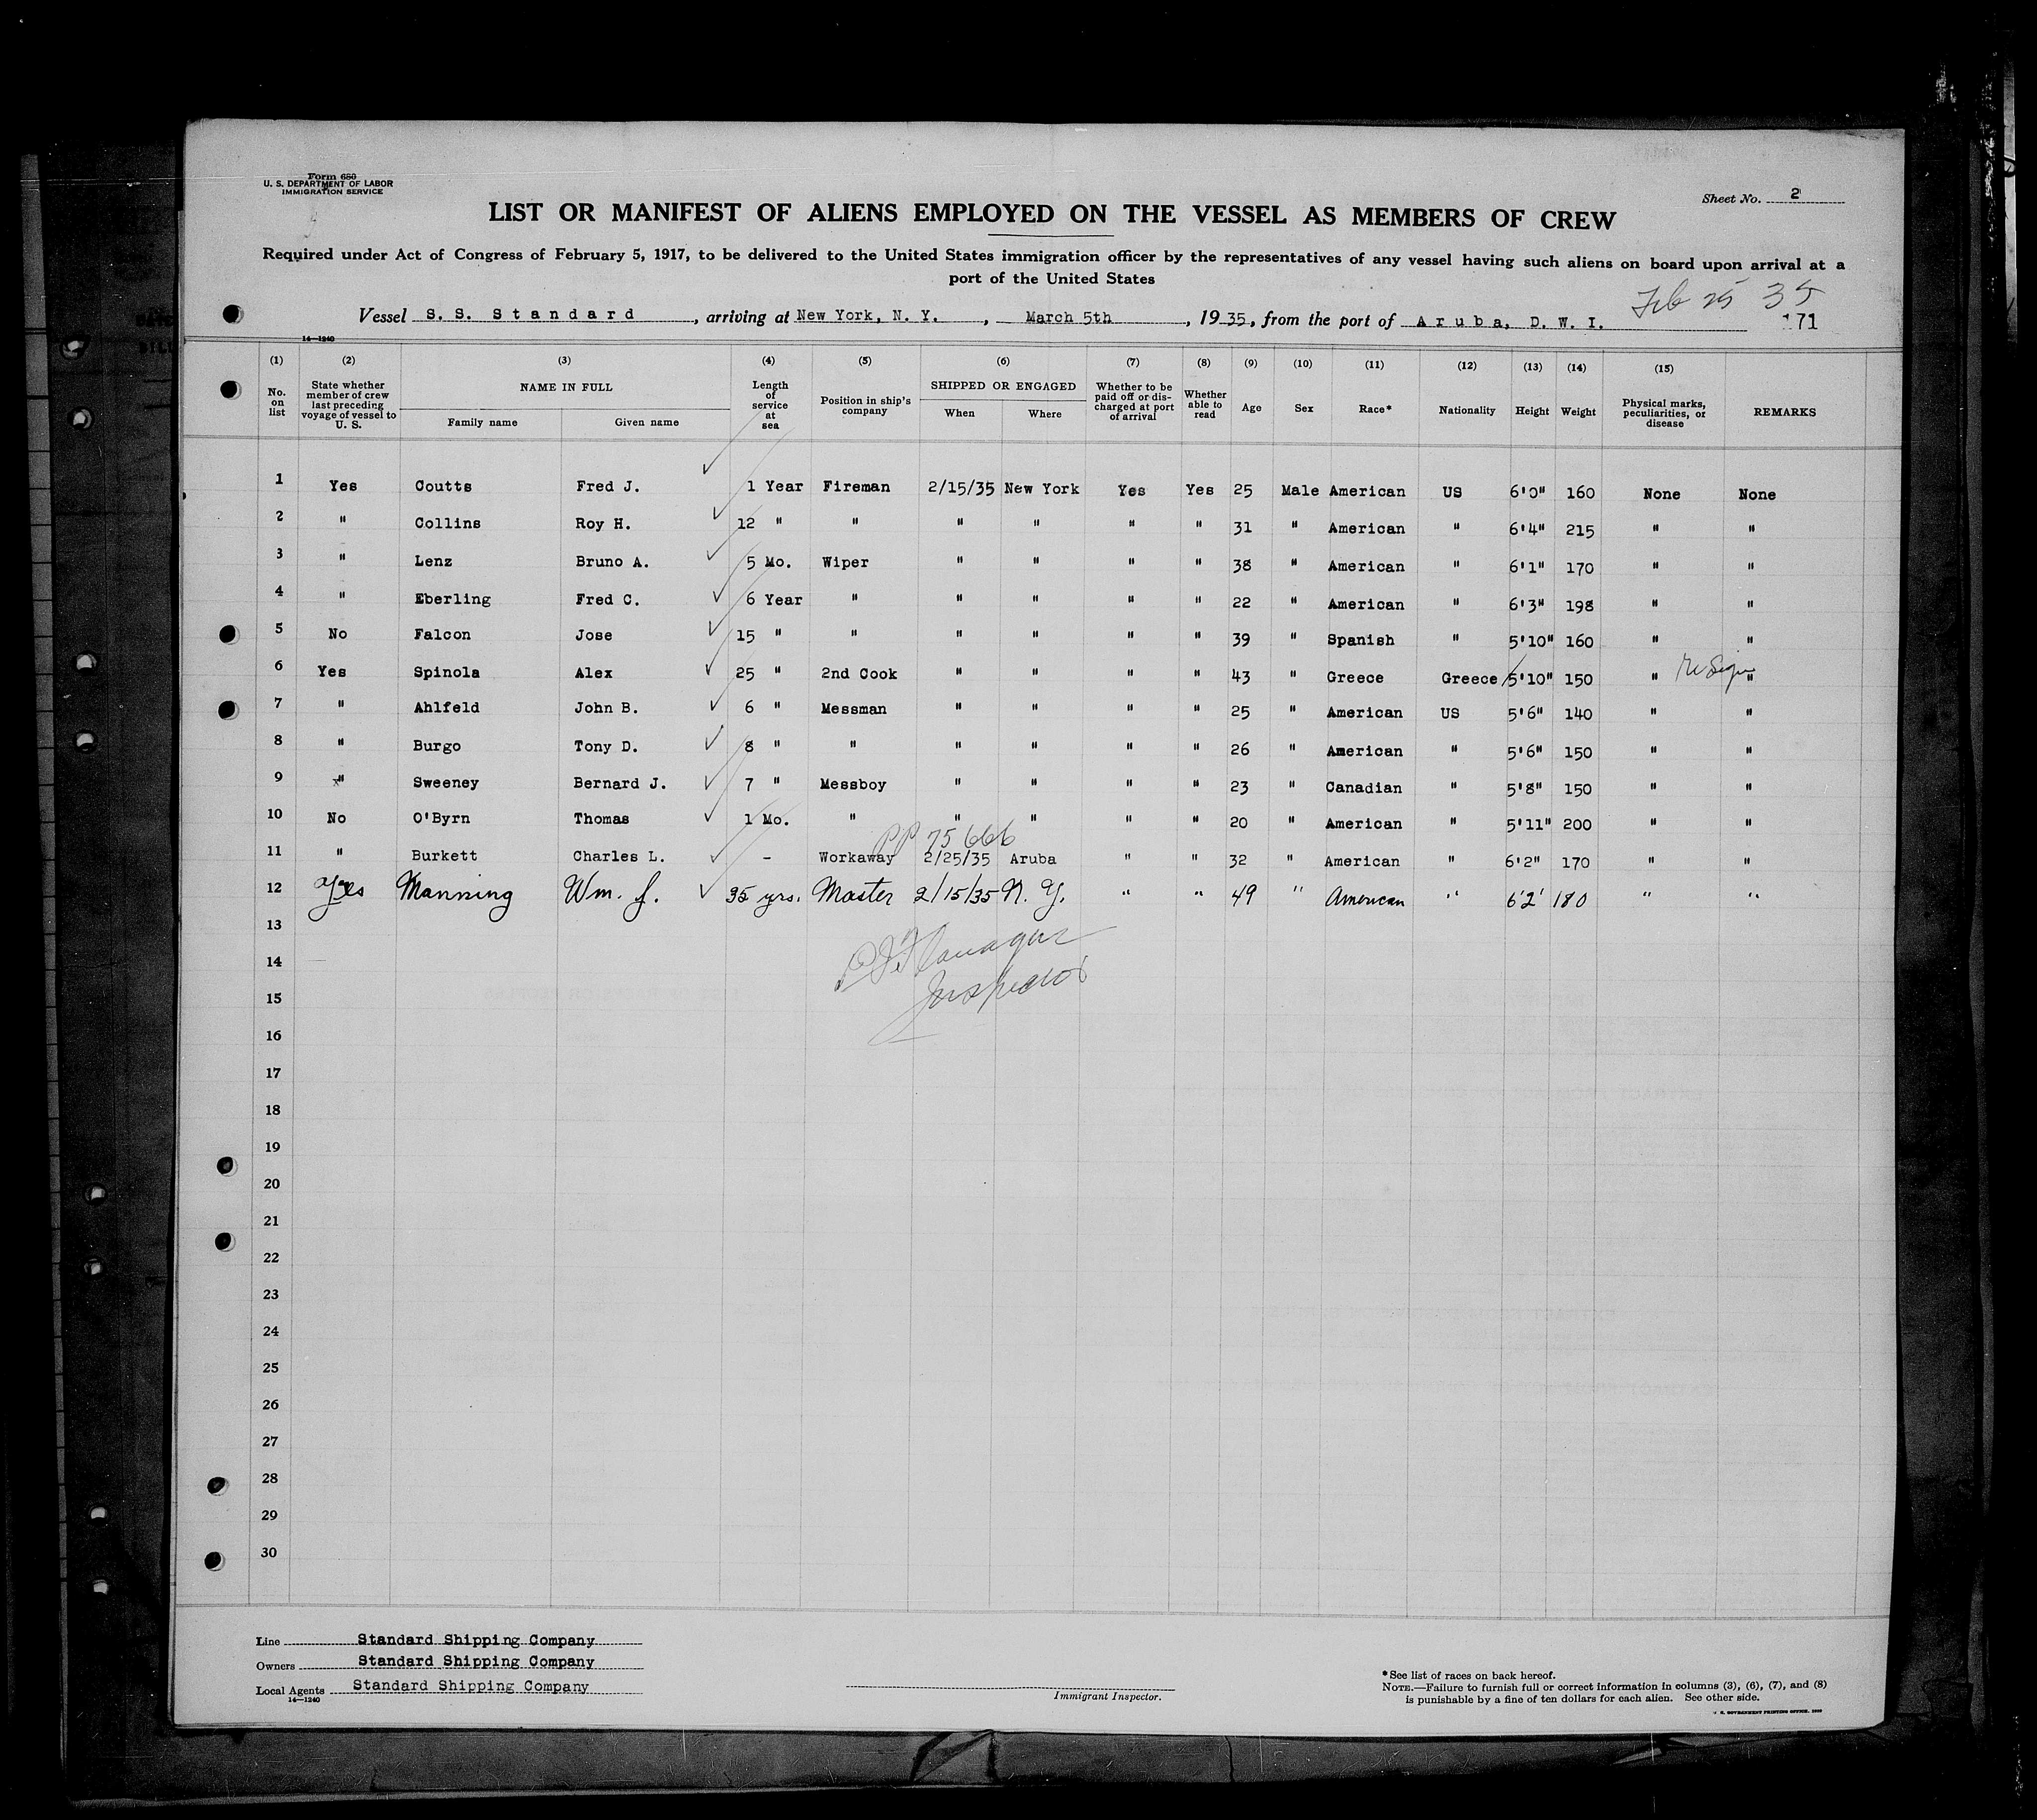 Form 680
U. S. DEPARTMENT OF LABOR
IMMIGRATION SERVICE
Sheet No. 2
LIST OR MANIFEST OF ALIENS EMPLOYED ON THE VESSEL AS MEMBERS OF CREW
Required under Act of Congress of February 5, 1917, to be delivered to the United States immigration officer by the representatives of any vessel having such aliens on board upon arrival at a
port of the United States
Feb 25 35
Vessel S. S. Standard, arriving at New York, N. Y., March 5th, 1935, from the port of Aruba, D. W. I. 171
14—1240
(1) (2) (3) (4) (5) (6) (7) (8) (9) (10) (11) (12) (13) (14) (15)
No. on list State whether member of crew last preceding voyage of vessel to U. S. NAME IN FULL Family name Given name Length of service at sea Position in ship's company SHIPPED OR ENGAGED When Where Whether to be paid off or discharged at port of arrival Whether able to read Age Sex Race* Nationality Height Weight Physical marks, peculiarities, or disease REMARKS
1 Yes Coutts Fred J. 1 Year Fireman 2/15/35 New York Yes Yes 25 Male American US 6'0" 160 None None
2 " Collins Roy H. 12 " " " " " " 31 " American " 6'4" 215 " "
3 " Lenz Bruno A. 5 Mo. Wiper " " " " 38 " American " 6'1" 170 " "
4 " Eberling Fred C. 6 Year " " " " " 22 " American " 6'3" 198 " "
5 No Falcon Jose 15 " " " " " " 39 " Spanish " 5'10" 160 " "
6 Yes Spinola Alex 25 " 2nd Cook " " " " 43 " Greece Greece 5'10" 150 " "
7 " Ahlfeld John B. 6 " Messman " " " " 25 " American US 5'6" 140 " "
8 " Burgo Tony D. 8 " " " " " " 26 " American " 5'6" 150 " "
9 " Sweeney Bernard J. 7 " Messboy " " " " 23 " Canadian " 5'8" 150 " "
10 No O'Byrn Thomas 1 Mo. " " " " " 20 " American " 5'11" 200 " "
PP 75666
11 " Burkett Charles L. - Workaway 2/25/35 Aruba " " 32 " American " 6'2" 170 " "
12 Yes Manning Wm. J. 35 yrs. Master 2/15/35 N. Y. " " 49 " American " 6'2' 180 " "
13
14
Inspector
15
16
17
18
19
20
21
22
23
24
25
26
27
28
29
30
Line Standard Shipping Company
Owners Standard Shipping Company
Local Agents Standard Shipping Company
14—1240
Immigrant Inspector.
*See list of races on back hereof.
NOTE.—Failure to furnish full or correct information in columns (3), (6), (7), and (8)
is punishable by a fine of ten dollars for each alien. See other side.